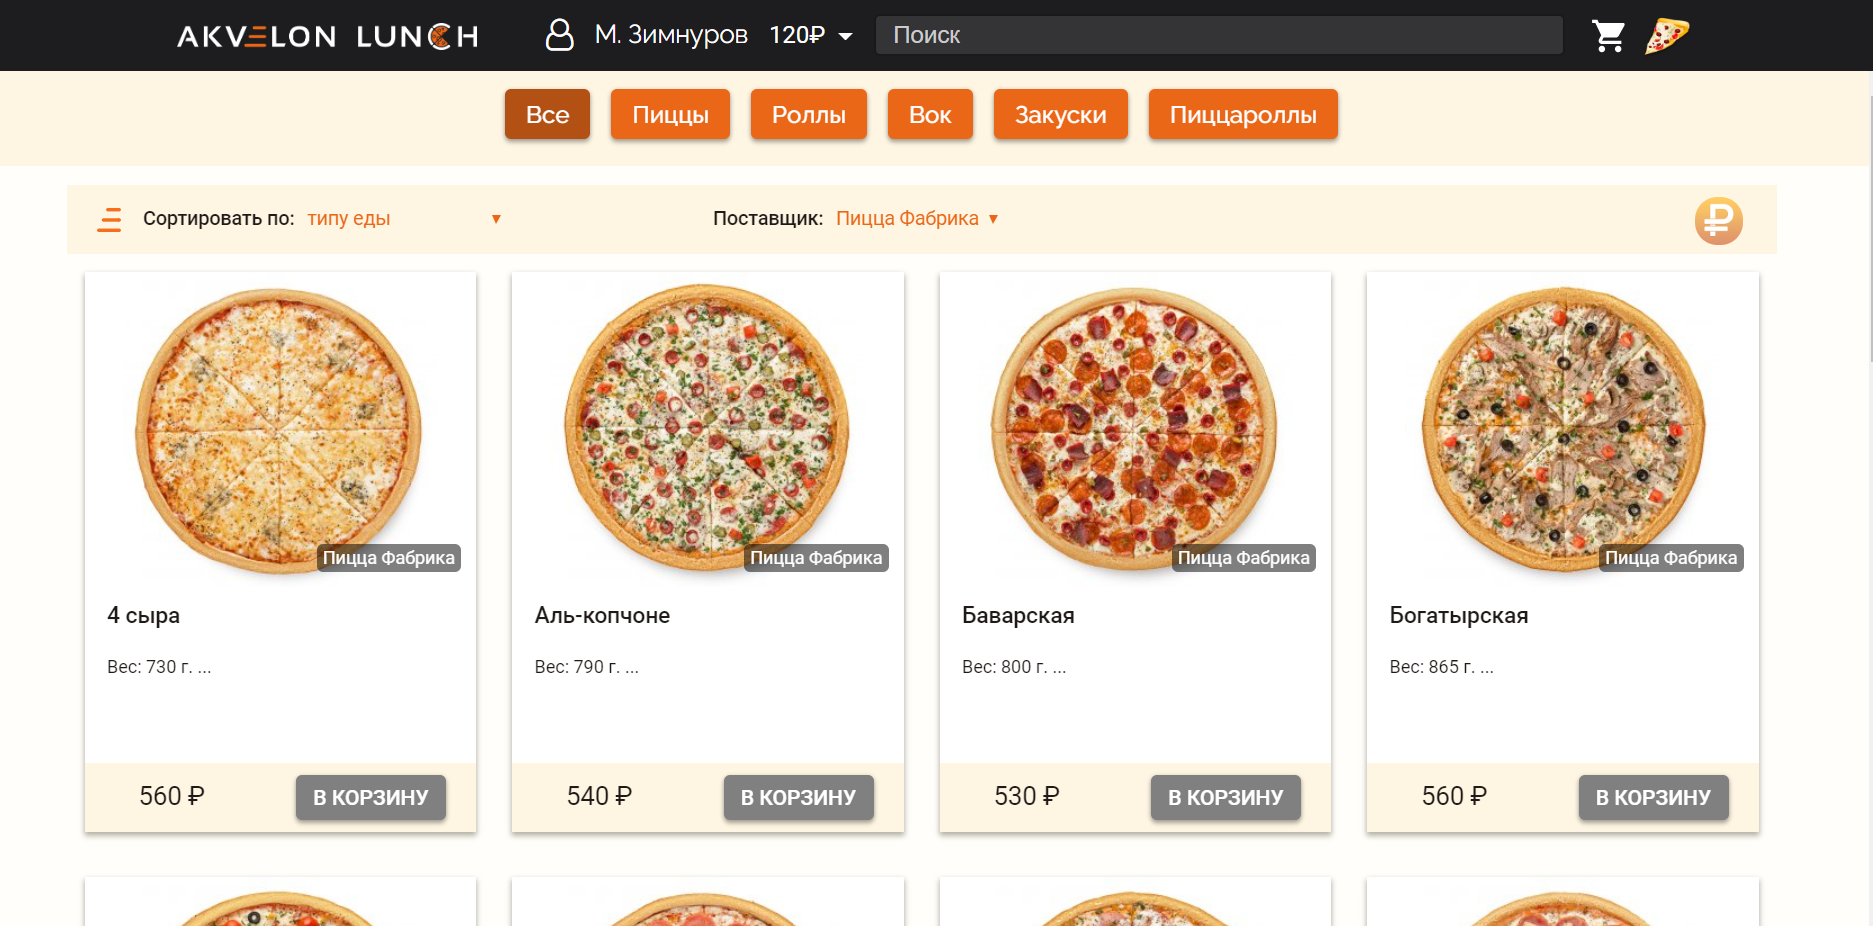 AKVELON LUNCH
М. Зимнуров 120₽
Поиск
Все
Пиццы
Роллы
Вок
Закуски
Пиццароллы
Сортировать по: типу еды
Поставщик: Пицца Фабрика
Пицца Фабрика
Пицца Фабрика
Пицца Фабрика
Пицца Фабрика
4 сыра
Аль-копчоне
Баварская
Богатырская
Вес: 730 г. ...
Вес: 790 г. ...
Вес: 800 г. ...
Вес: 865 г. ...
560 ₽
В КОРЗИНУ
540 ₽
В КОРЗИНУ
530 ₽
В КОРЗИНУ
560 ₽
В КОРЗИНУ